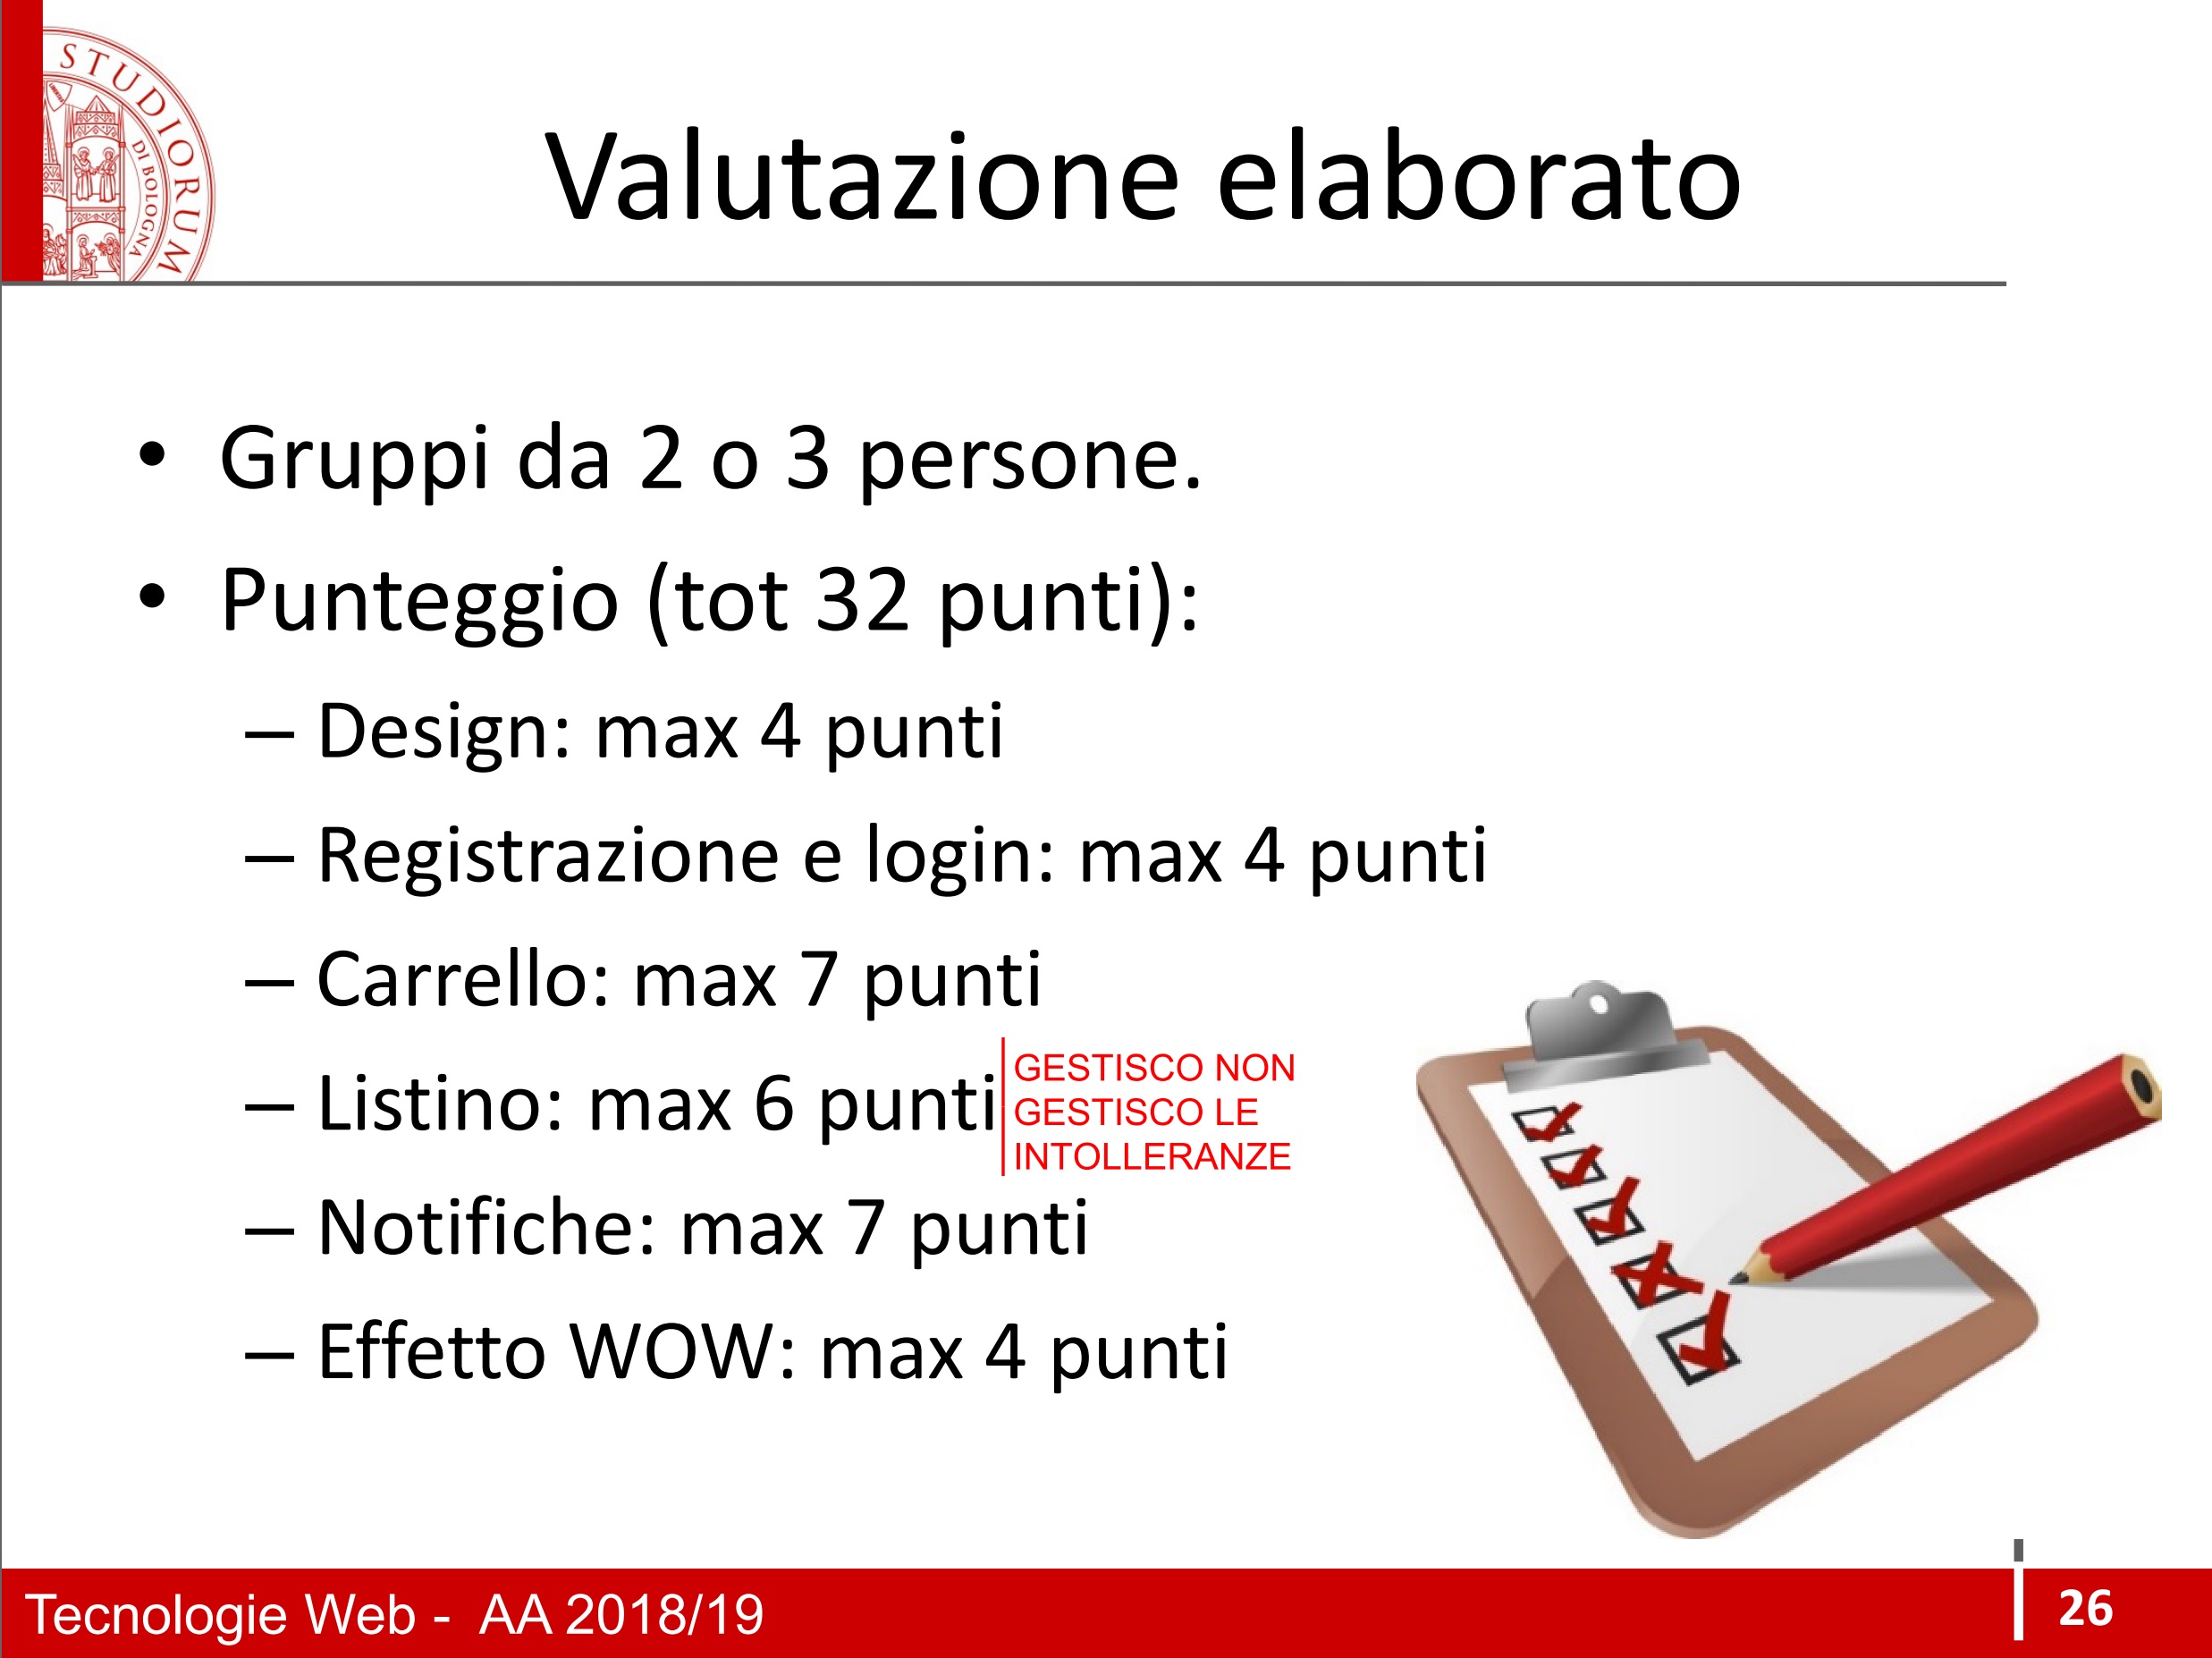 STUDIORUM
DI BOLOGNA
Valutazione elaborato
• Gruppi da 2 o 3 persone.
• Punteggio (tot 32 punti):
– Design: max 4 punti
– Registrazione e login: max 4 punti
– Carrello: max 7 punti
– Listino: max 6 punti
GESTISCO NON
GESTISCO LE
INTOLLERANZE
– Notifiche: max 7 punti
– Effetto WOW: max 4 punti
Tecnologie Web - AA 2018/19
26